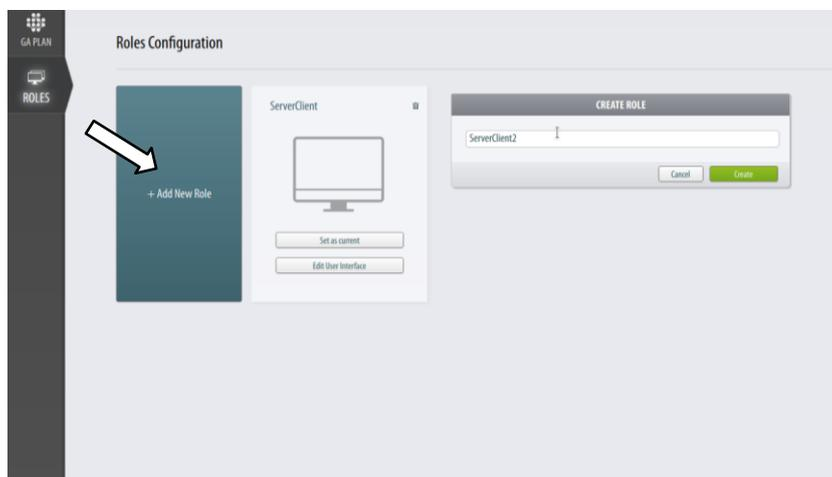 GA PLAN
ROLES
Roles Configuration
+ Add New Role
ServerClient
Set as current
Edit User Interface
CREATE ROLE
ServerClient2
Cancel
Create